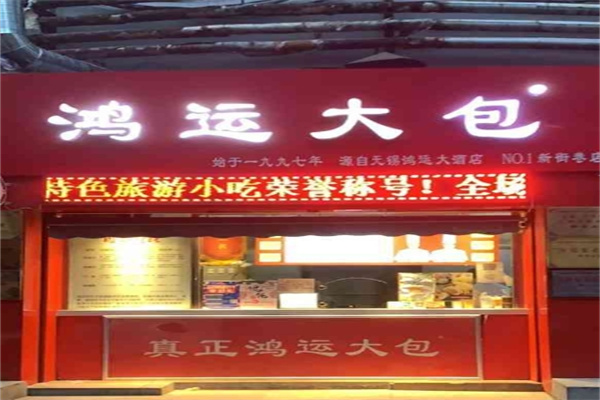 鸿运大包
始于一九九七年 源自无锡鸿运大酒店 NO.1新街巷店
特色旅游小吃荣誉称号！全场
真正鸿运大包